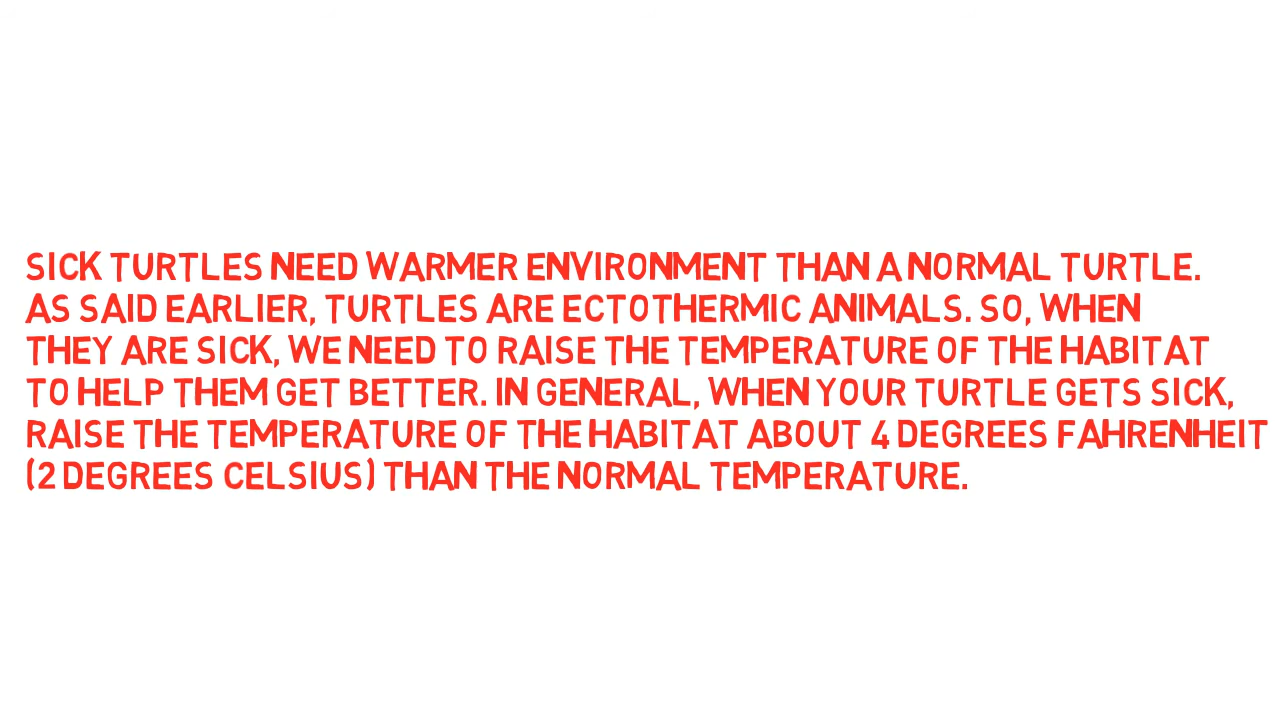 SICK TURTLES NEED WARMER ENVIRONMENT THAN A NORMAL TURTLE.
AS SAID EARLIER, TURTLES ARE ECTOTHERMIC ANIMALS. SO, WHEN
THEY ARE SICK, WE NEED TO RAISE THE TEMPERATURE OF THE HABITAT
TO HELP THEM GET BETTER. IN GENERAL, WHEN YOUR TURTLE GETS SICK,
RAISE THE TEMPERATURE OF THE HABITAT ABOUT 4 DEGREES FAHRENHEIT
(2 DEGREES CELSIUS) THAN THE NORMAL TEMPERATURE.